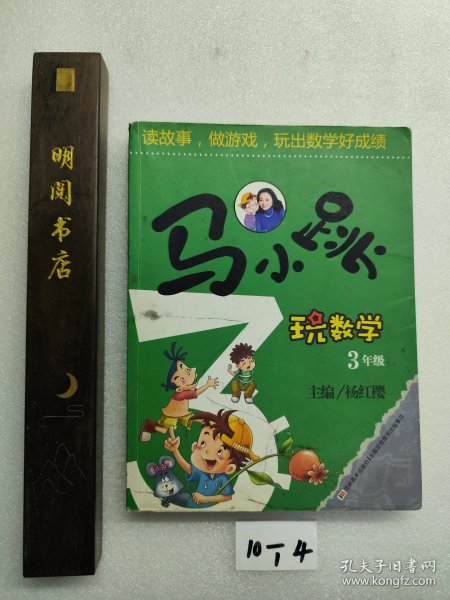 明阅书店
读故事，做游戏，玩出数学好成绩
马小跳
玩数学
3年级
主编/杨红樱
3
10-1 4
孔夫子旧书网
www.kongfz.com